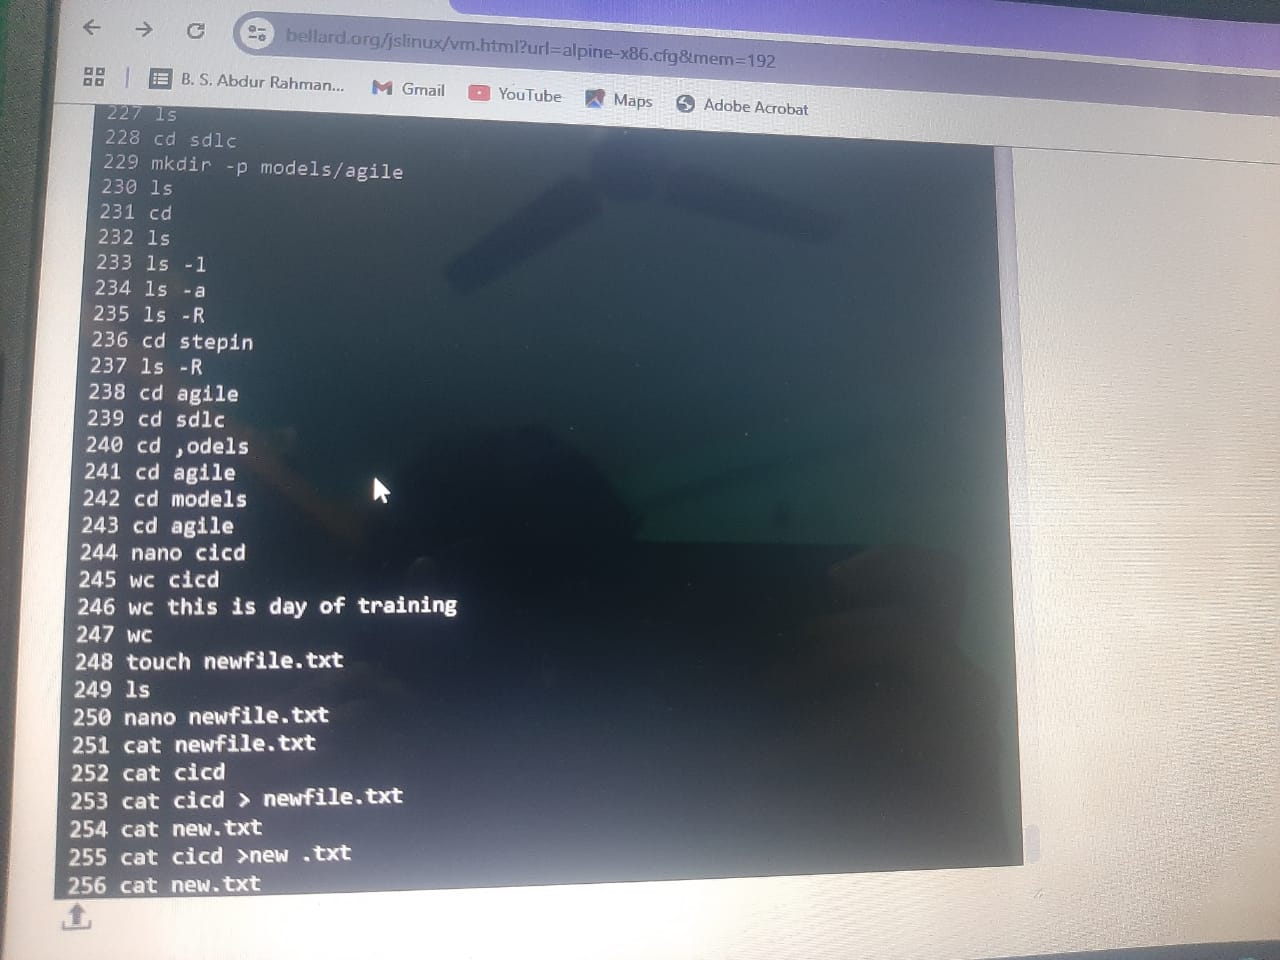 bellard.org/jslinux/vm.html?url=alpine-x86.cfg&mem=192
B. S. Abdur Rahman... Gmail YouTube Maps Adobe Acrobat
227 ls
228 cd sdlc
229 mkdir -p models/agile
230 ls
231 cd
232 ls
233 ls -l
234 ls -a
235 ls -R
236 cd stepin
237 ls -R
238 cd agile
239 cd sdlc
240 cd ,odels
241 cd agile
242 cd models
243 cd agile
244 nano cicd
245 wc cicd
246 wc this is day of training
247 wc
248 touch newfile.txt
249 ls
250 nano newfile.txt
251 cat newfile.txt
252 cat cicd
253 cat cicd > newfile.txt
254 cat new.txt
255 cat cicd >new .txt
256 cat new.txt